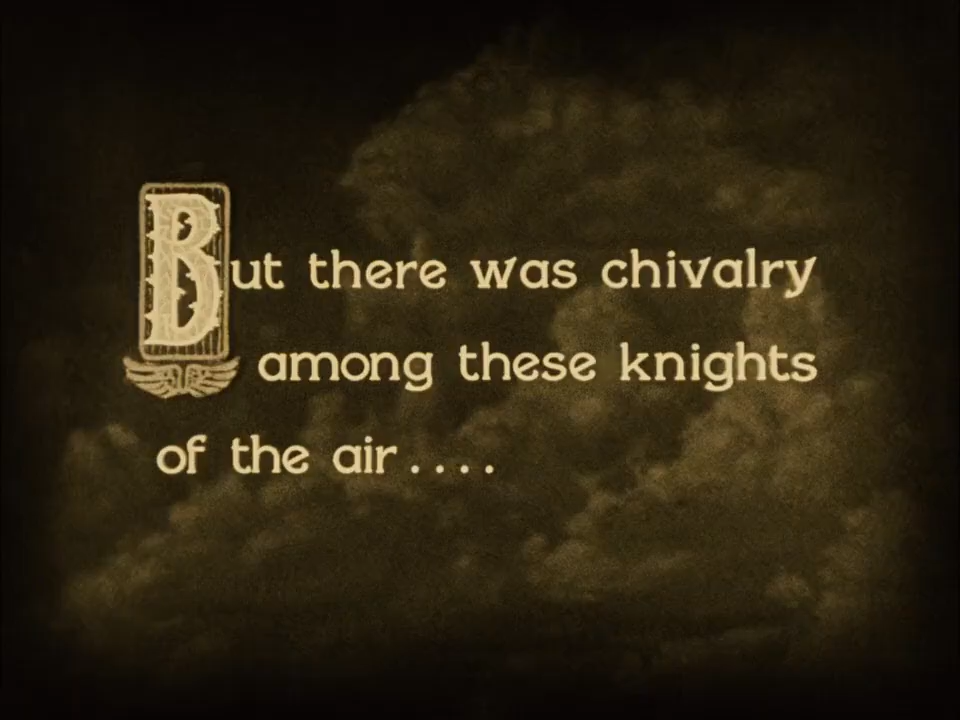 But there was chivalry
among these knights
of the air....